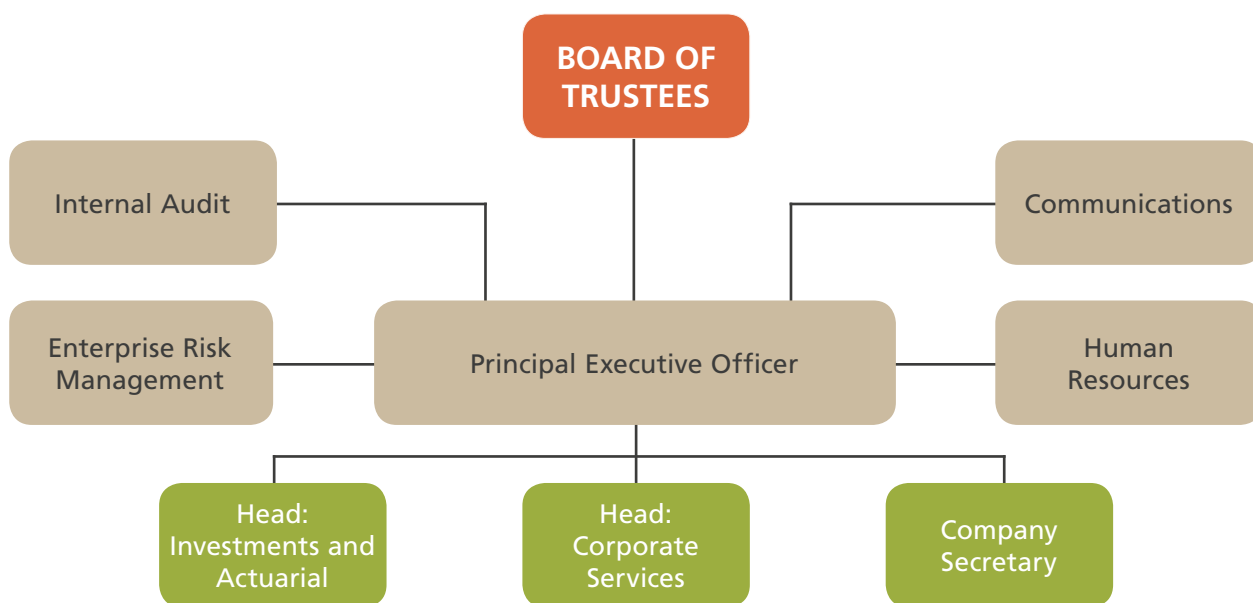 BOARD OF
TRUSTEES
Internal Audit
Communications
Enterprise Risk
Management
Principal Executive Officer
Human
Resources
Head:
Investments and
Actuarial
Head:
Corporate
Services
Company
Secretary